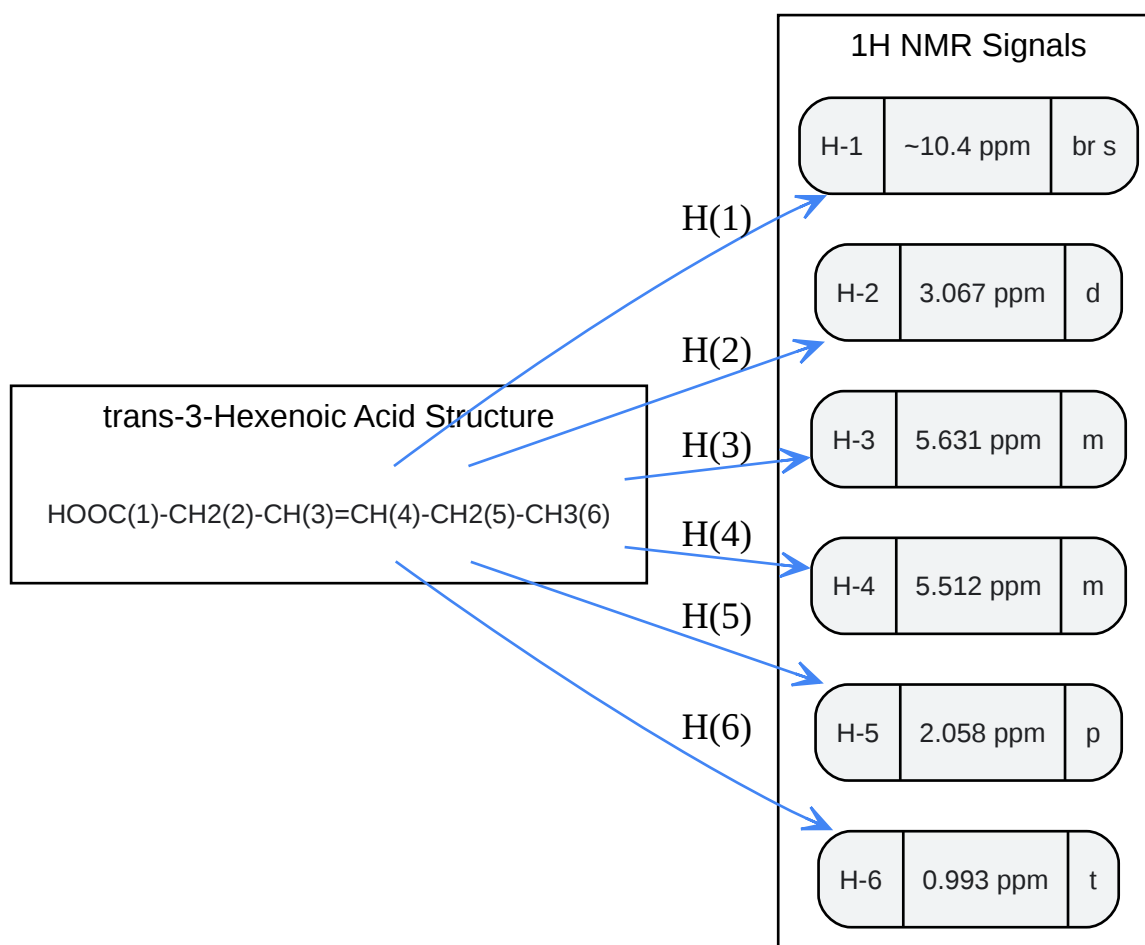 1H NMR Signals
H-1 ~10.4 ppm br s
H(1)
H-2 3.067 ppm d
H(2)
trans-3-Hexenoic Acid Structure
H(3)
H-3 5.631 ppm m
HOOC(1)-CH2(2)-CH(3)=CH(4)-CH2(5)-CH3(6)
H(4)
H-4 5.512 ppm m
H(5)
H-5 2.058 ppm p
H(6)
H-6 0.993 ppm t